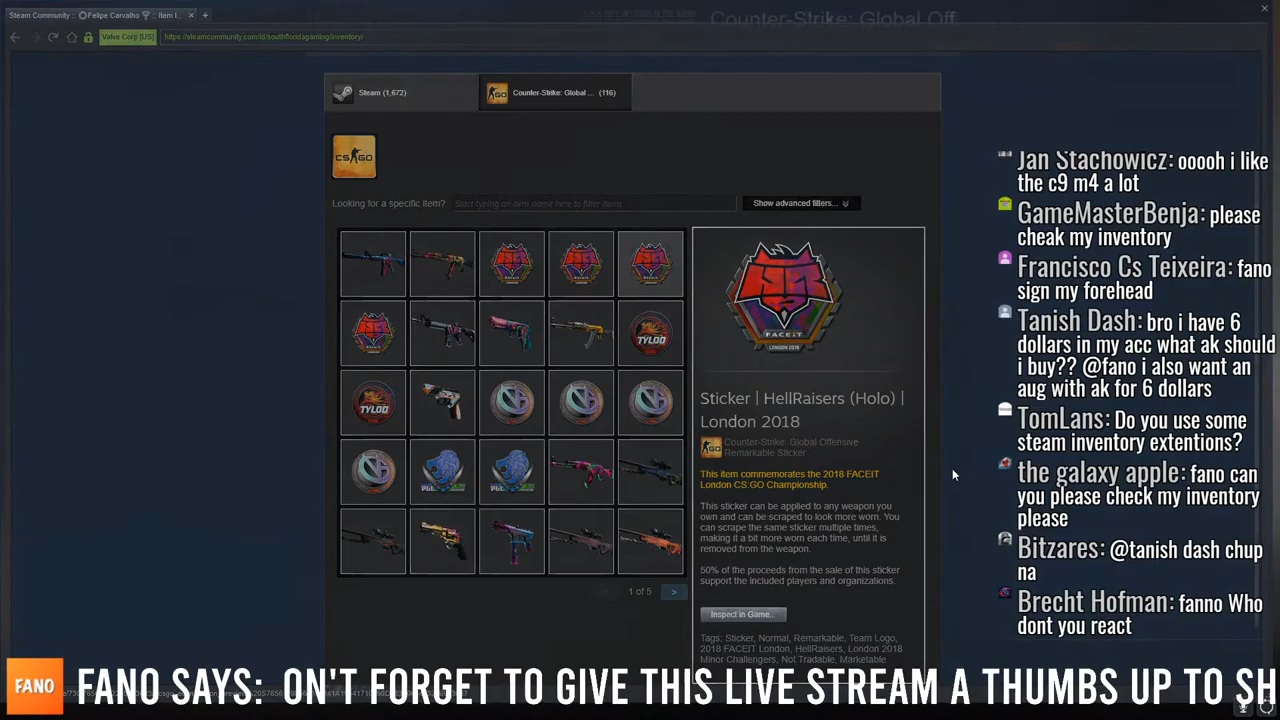 Steam Community :: Felipe Carvalho :: Item I...
Counter-Strike: Global Off
Valve Corp [US]
https://steamcommunity.com/id/southfloridagaming/inventory/
Steam (1,672)
Counter-Strike: Global ... (116)
CS GO
Looking for a specific item?
Start typing an item name here to filter items
Show advanced filters...
TYLOO
TYLOO
1 of 5
>
FACEIT
LONDON 2018
Sticker | HellRaisers (Holo) |
London 2018
Counter-Strike: Global Offensive
Remarkable Sticker
This item commemorates the 2018 FACEIT
London CS:GO Championship.
This sticker can be applied to any weapon you
own and can be scraped to look more worn. You
can scrape the same sticker multiple times,
making it a bit more worn each time, until it is
removed from the weapon.
50% of the proceeds from the sale of this sticker
support the included players and organizations.
Inspect in Game...
Tags: Sticker, Normal, Remarkable, Team Logo,
2018 FACEIT London, HellRaisers, London 2018
Minor Challengers, Not Tradable, Marketable
Jan Stachowicz: ooooh i like
the c9 m4 a lot
GameMasterBenja: please
cheak my inventory
Francisco Cs Teixeira: fano
sign my forehead
Tanish Dash: bro i have 6
dollars in my acc what ak should
i buy?? @fano i also want an
aug with ak for 6 dollars
TomLans: Do you use some
steam inventory extentions?
the galaxy apple: fano can
you please check my inventory
please
Bitzares: @tanish dash chup
na
Brecht Hofman: fanno Who
dont you react
FANO
FANO SAYS: ON'T FORGET TO GIVE THIS LIVE STREAM A THUMBS UP TO SH